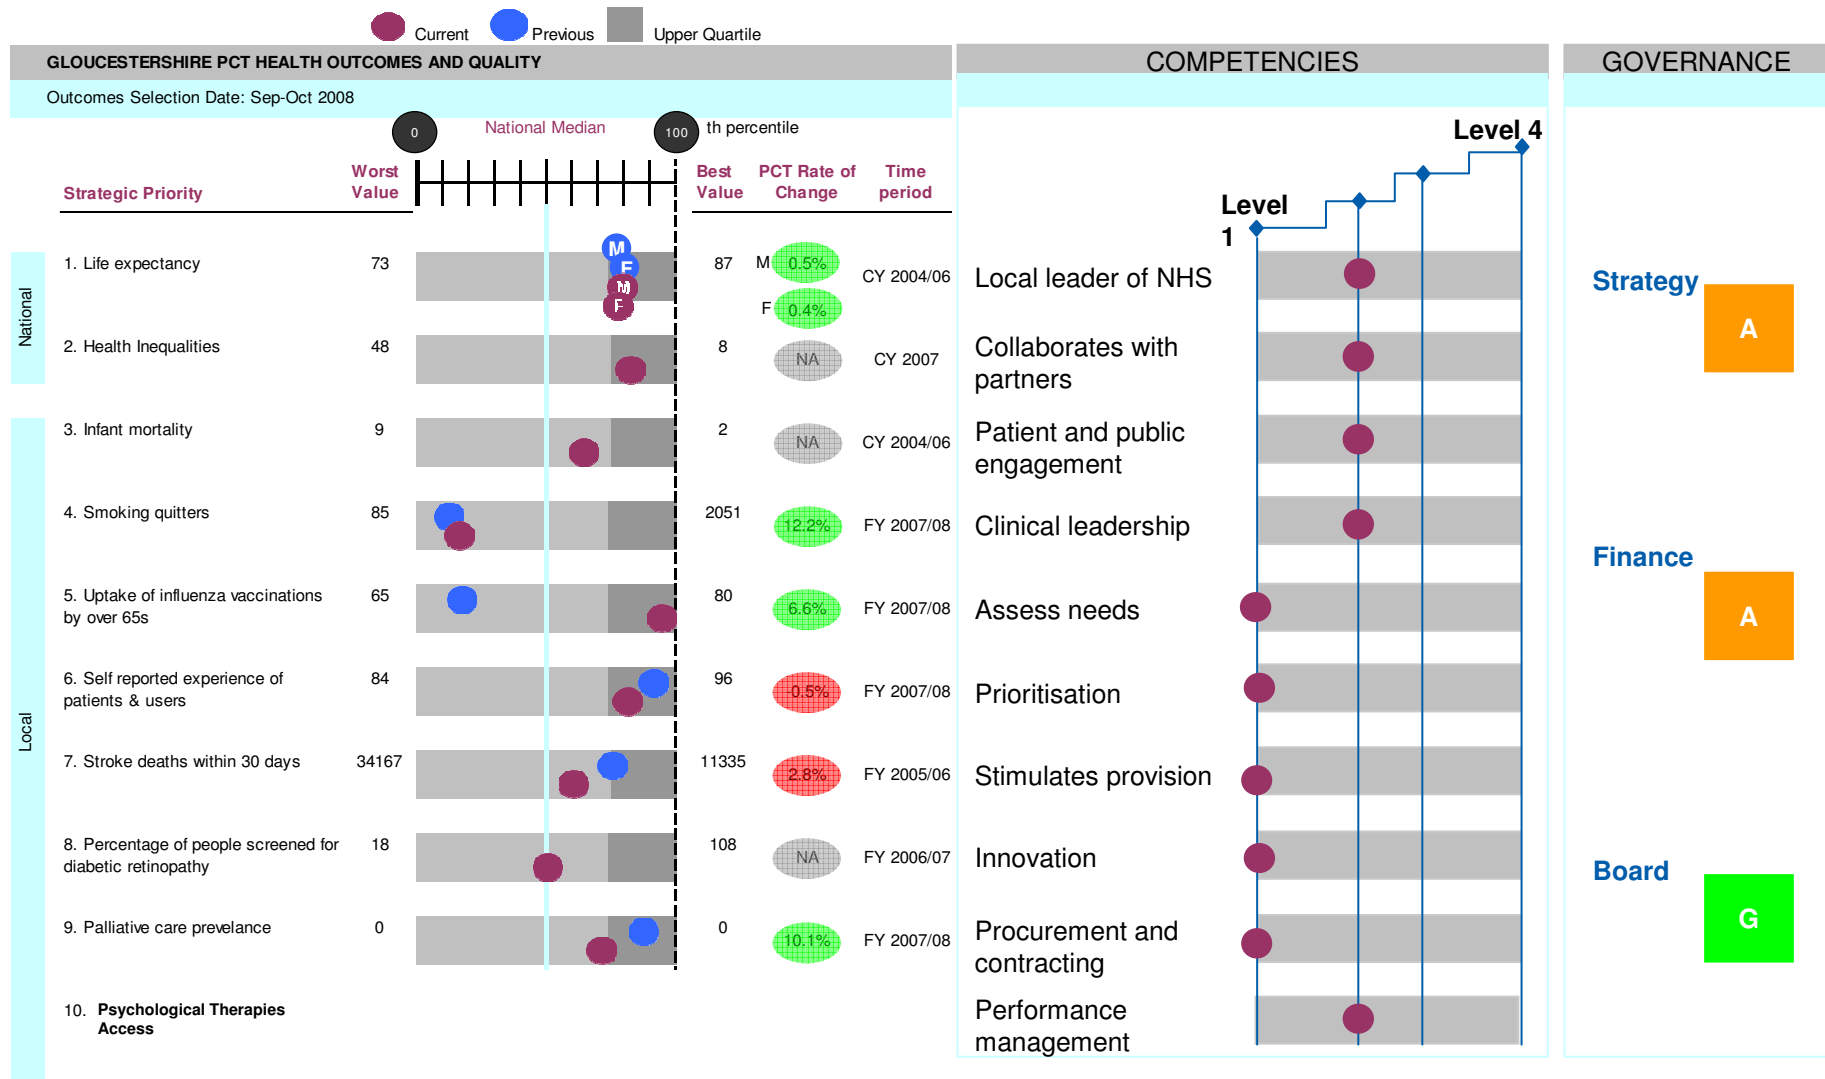 Current Previous Upper Quartile
GLOUCESTERSHIRE PCT HEALTH OUTCOMES AND QUALITY
Outcomes Selection Date: Sep-Oct 2008
0 National Median 100 th percentile
Strategic Priority
Worst
Value
Best
Value
PCT Rate of
Change
Time
period
National
1. Life expectancy 73 M F M F 87 M 0.5% CY 2004/06
F 0.4%
2. Health Inequalities 48 8 NA CY 2007
Local
3. Infant mortality 9 2 NA CY 2004/06
4. Smoking quitters 85 2051 12.2% FY 2007/08
5. Uptake of influenza vaccinations 65 80 6.6% FY 2007/08
by over 65s
6. Self reported experience of 84 96 -0.5% FY 2007/08
patients & users
7. Stroke deaths within 30 days 34167 11335 2.8% FY 2005/06
8. Percentage of people screened for 18 108 NA FY 2006/07
diabetic retinopathy
9. Palliative care prevelance 0 0 10.1% FY 2007/08
10. Psychological Therapies
Access
COMPETENCIES
Level 4
Level
1
Local leader of NHS
Collaborates with
partners
Patient and public
engagement
Clinical leadership
Assess needs
Prioritisation
Stimulates provision
Innovation
Procurement and
contracting
Performance
management
GOVERNANCE
Strategy
A
Finance
A
Board
G